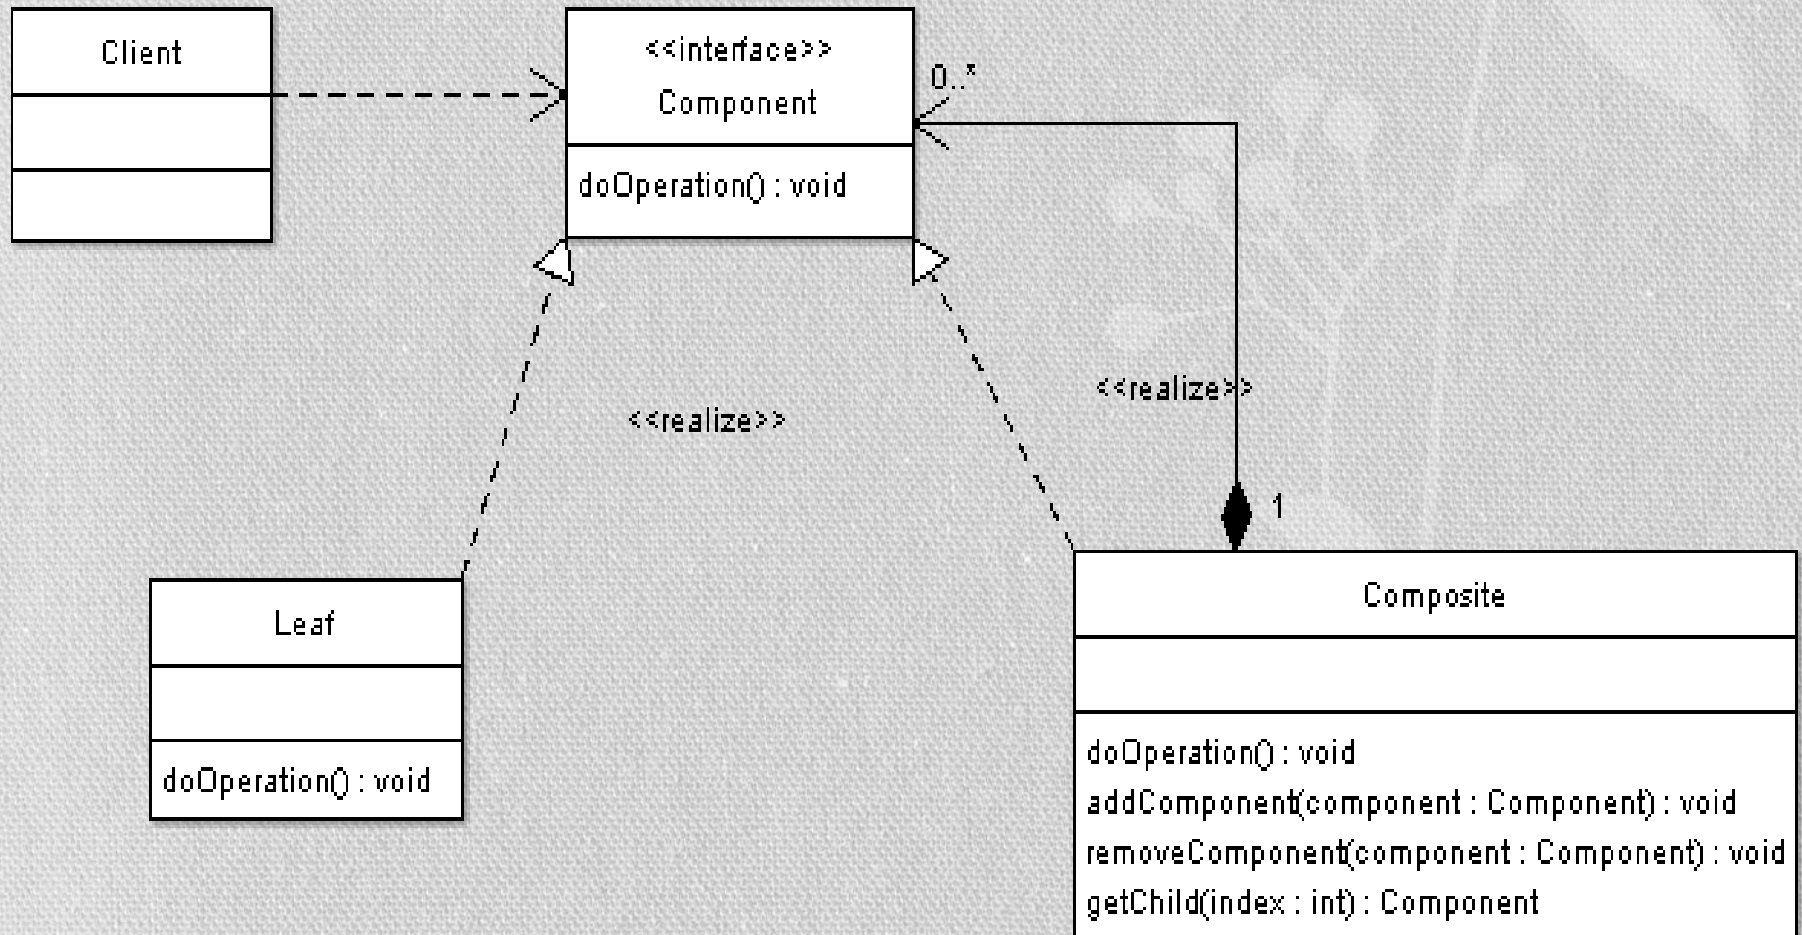 Client
<<interface>>
Component
0..*
doOperation() : void
<<realize>>
<<realize>>
1
Leaf
doOperation() : void
Composite
doOperation() : void
addComponent(component : Component) : void
removeComponent(component : Component) : void
getChild(index : int) : Component